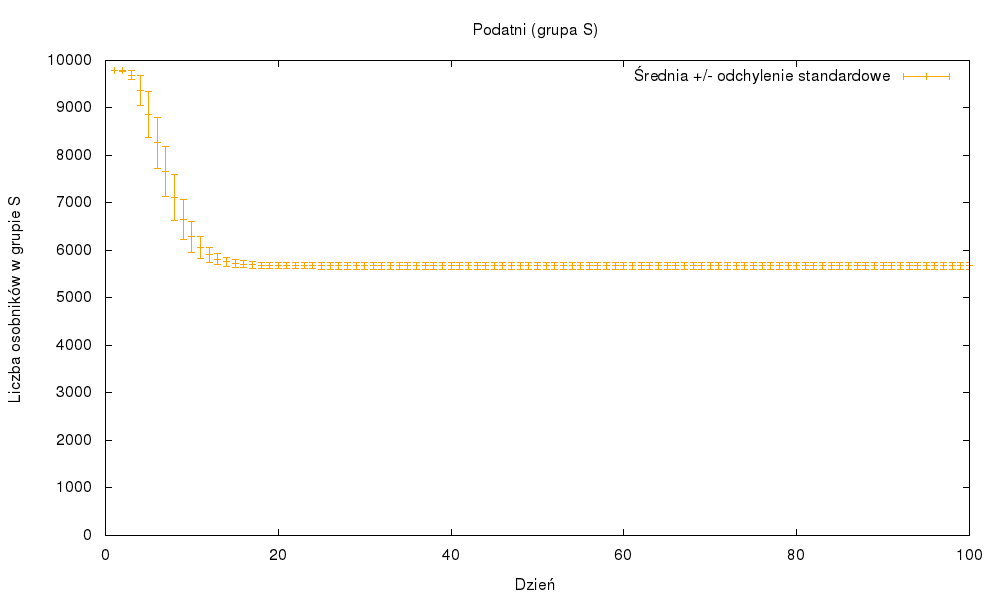 Podatni (grupa S)
Średnia +/- odchylenie standardowe
Liczba osobników w grupie S
10000
9000
8000
7000
6000
5000
4000
3000
2000
1000
0
0 20 40 60 80 100
Dzień